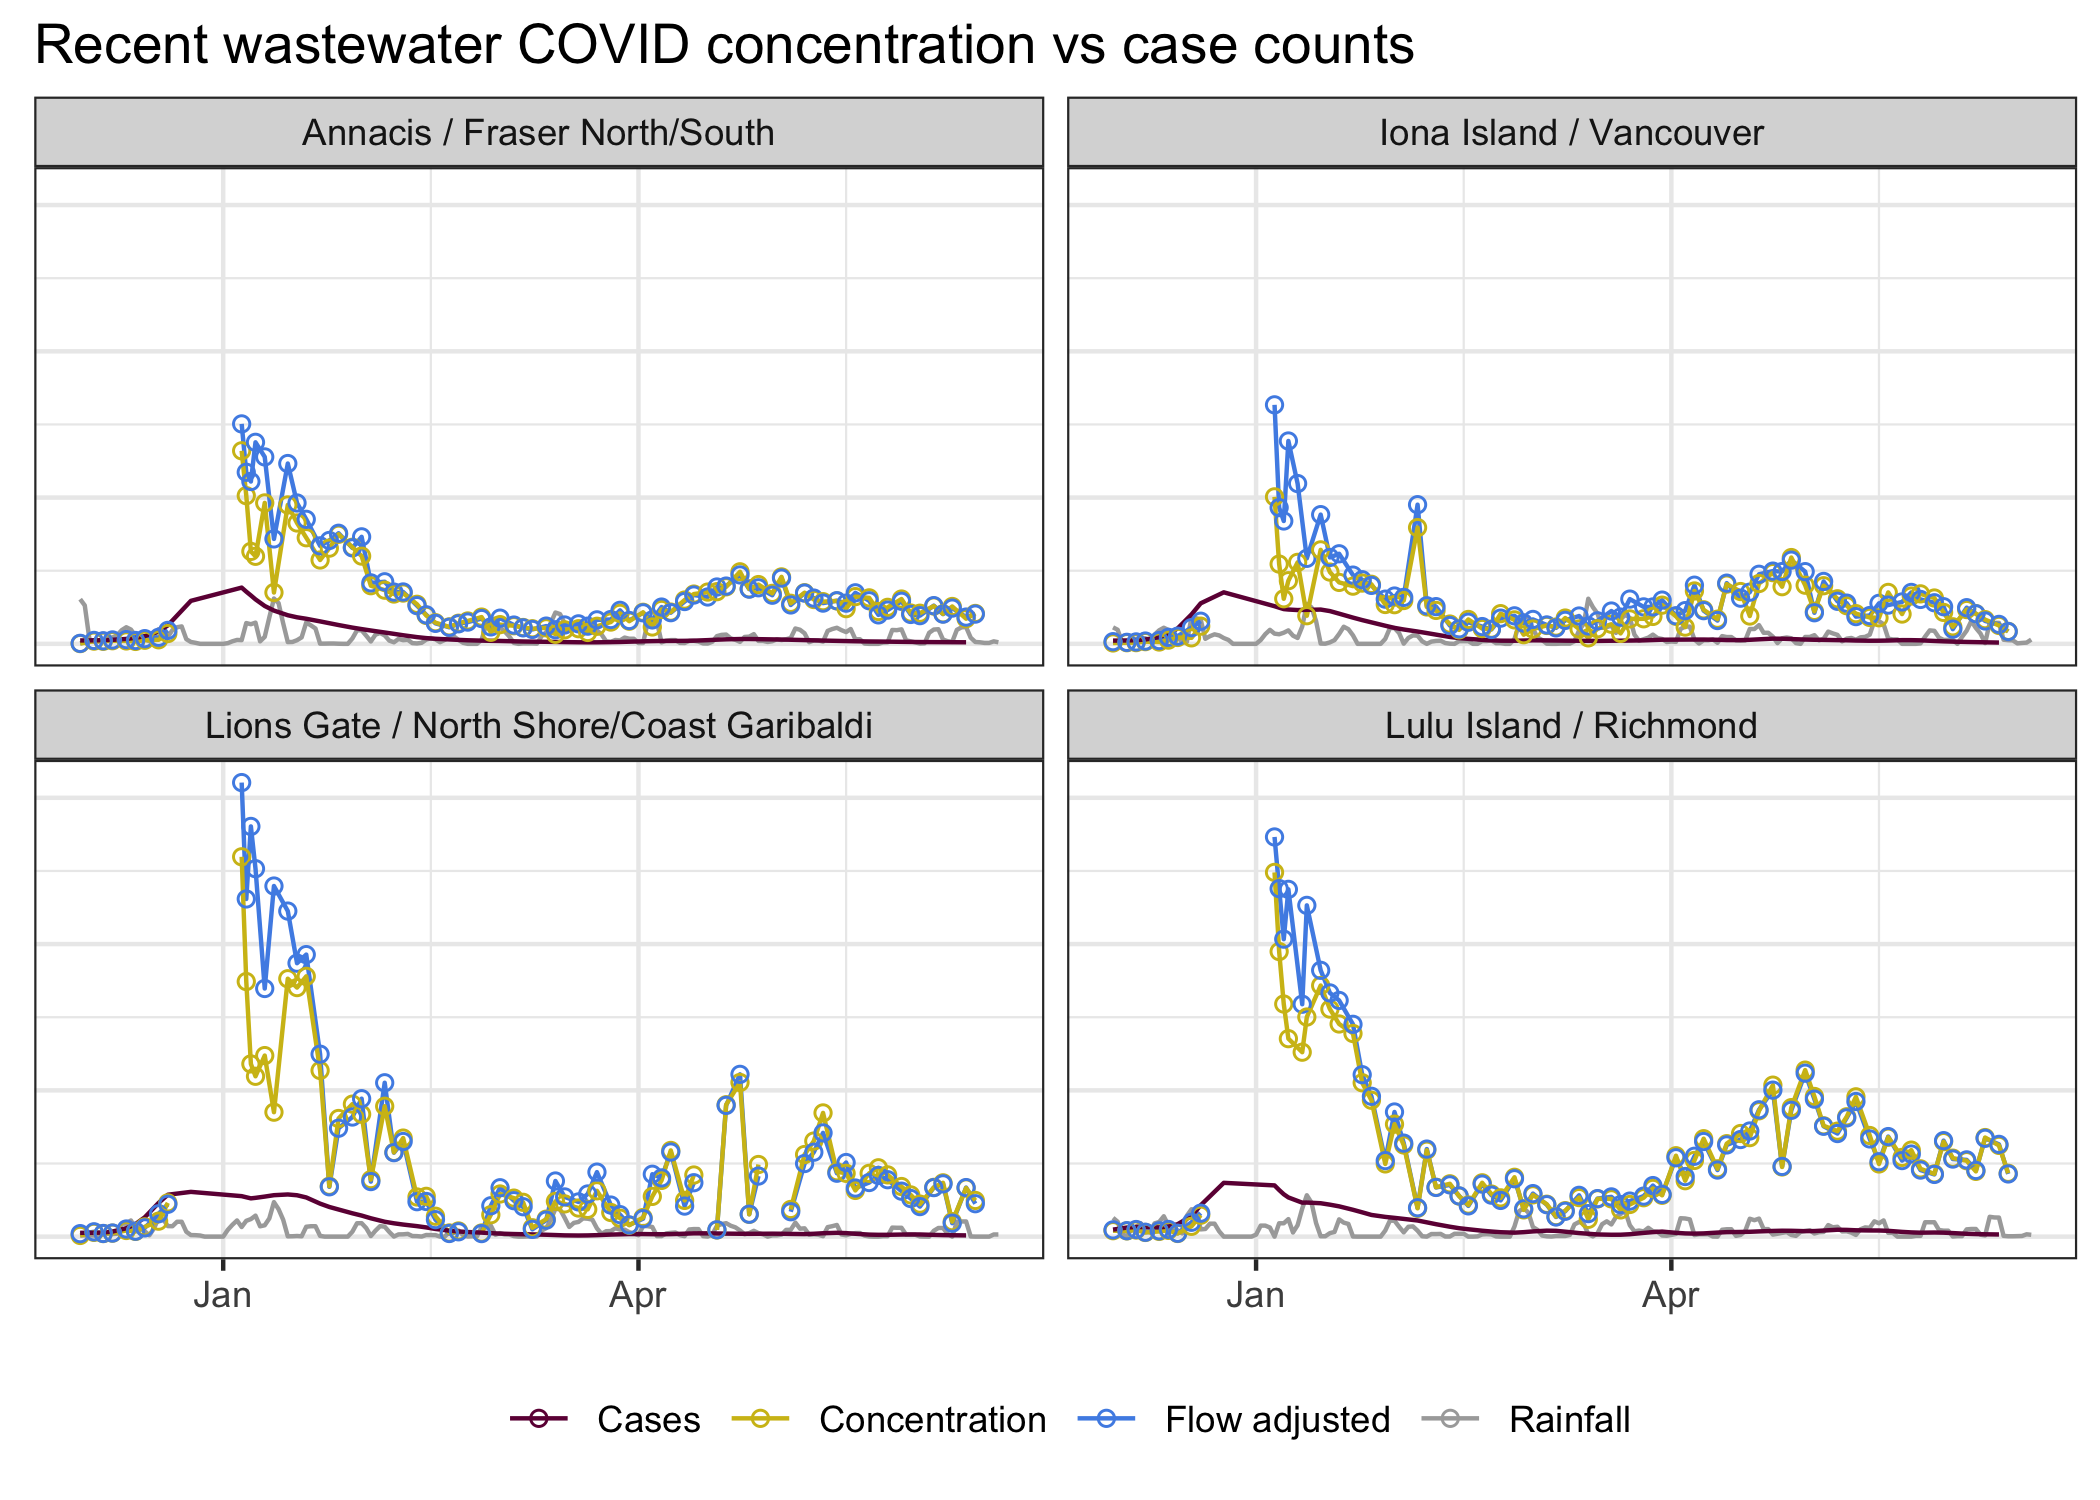 Recent wastewater COVID concentration vs case counts
Annacis / Fraser North/South
Iona Island / Vancouver
Lions Gate / North Shore/Coast Garibaldi
Lulu Island / Richmond
Jan
Apr
Jan
Apr
Cases
Concentration
Flow adjusted
Rainfall